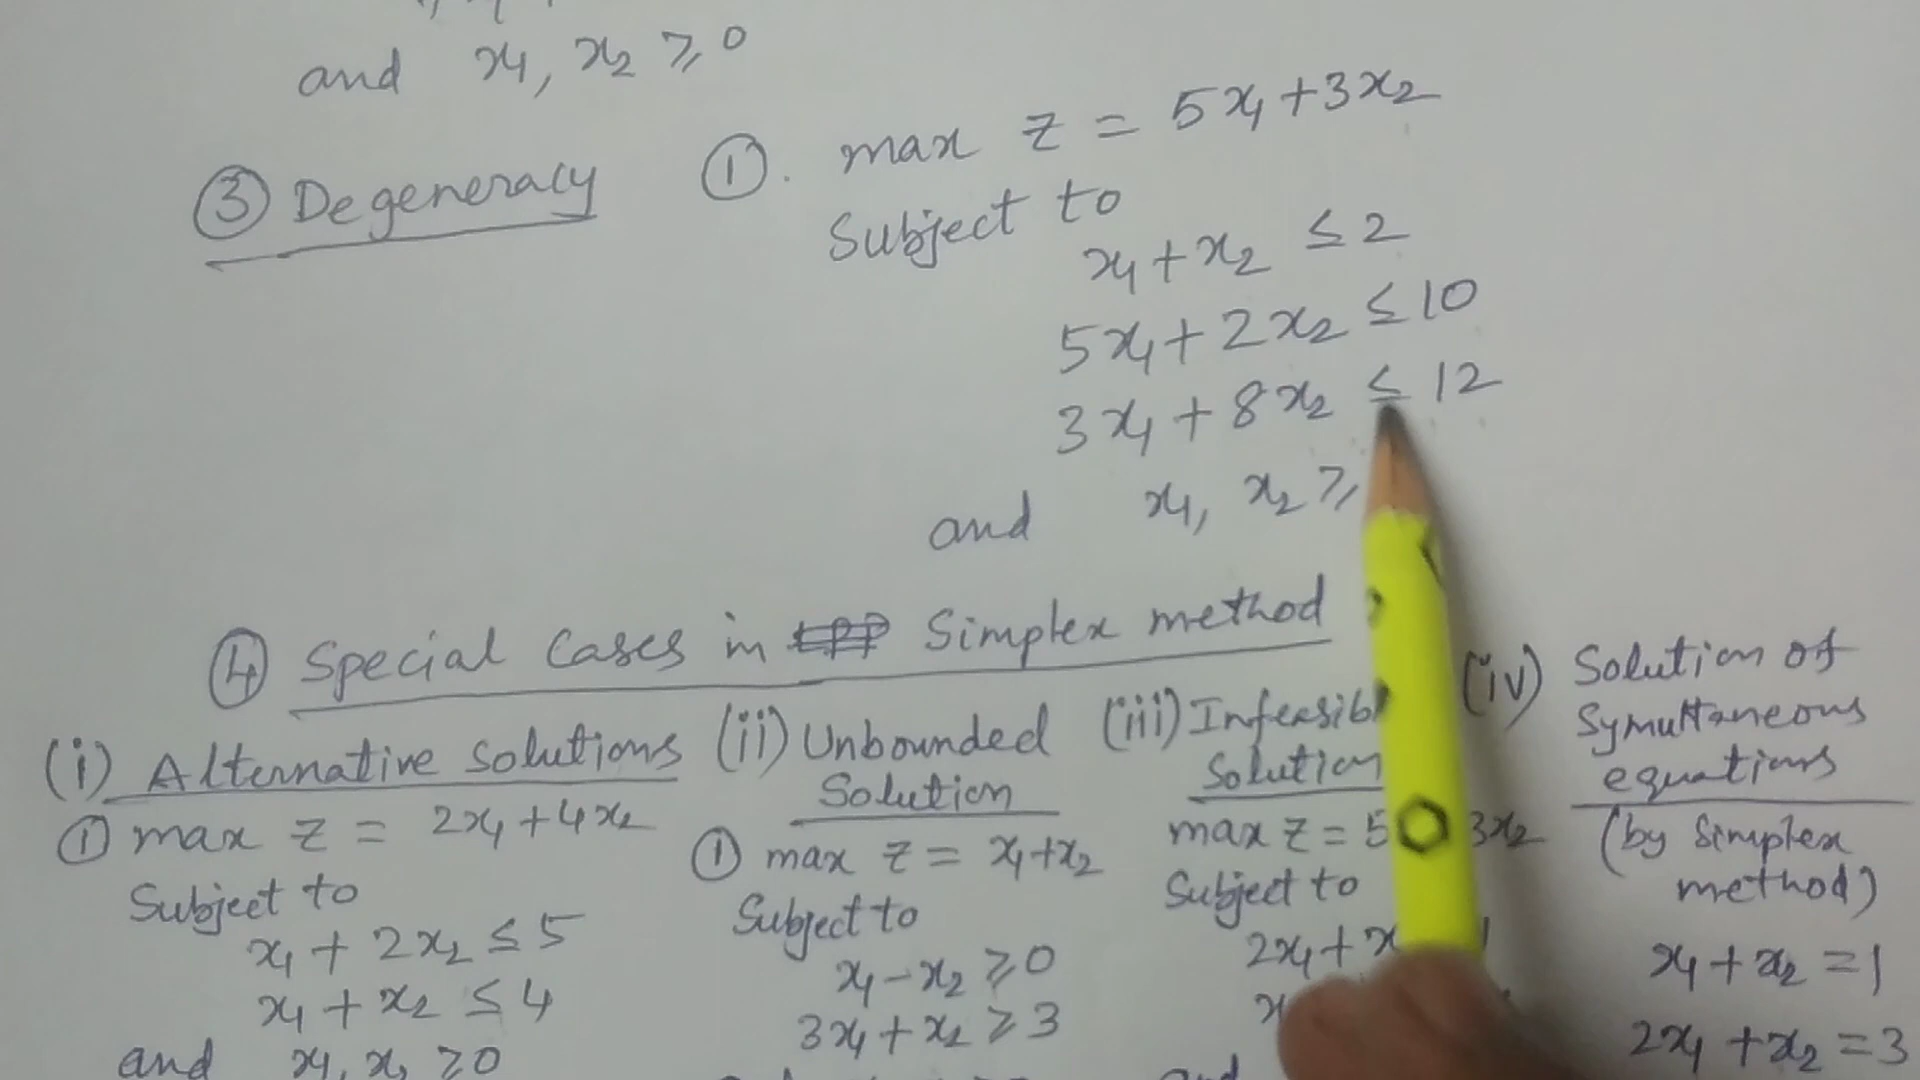 and x₁, x₂ ≥ 0
③ Degeneracy
①. max z = 5x₁ + 3x₂
Subject to
x₁ + x₂ ≤ 2
5x₁ + 2x₂ ≤ 10
3x₁ + 8x₂ ≤ 12
and x₁, x₂ ≥
④ Special Cases in Simplex method
(i) Alternative Solutions
① max z = 2x₁ + 4x₂
Subject to
x₁ + 2x₂ ≤ 5
x₁ + x₂ ≤ 4
and x₁, x₂ ≥ 0
(ii) Unbounded
Solution
① max z = x₁ + x₂
Subject to
x₁ - x₂ ≥ 0
3x₁ + x₂ ≥ 3
(iii) Infeasibl
Solution
max z = 5 3x₂
Subject to
2x₁ + x 1
x
and
(iv) Solution of
Symultaneous
equations
(by Simplex
method)
x₁ + x₂ = 1
2x₁ + x₂ = 3